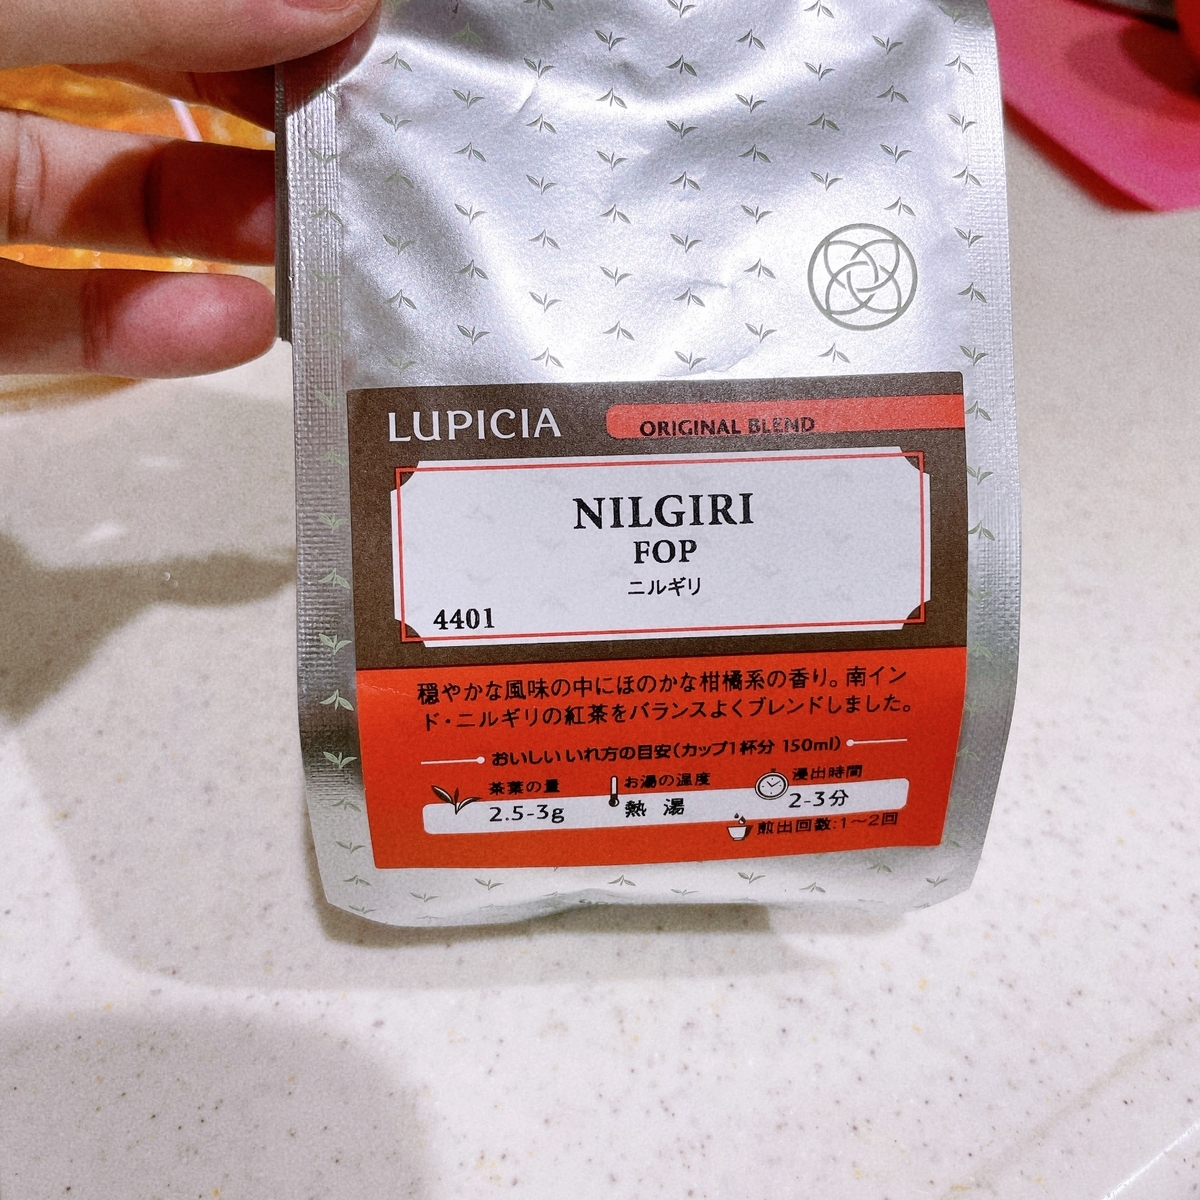 LUPICIA
ORIGINAL BLEND
NILGIRI
FOP
ニルギリ
4401
穏やかな風味の中にほのかな柑橘系の香り。南イン
ド・ニルギリの紅茶をバランスよくブレンドしました。
おいしいいれ方の目安(カップ1杯分 150ml)
茶葉の量
2.5-3g
お湯の温度
熱 湯
浸出時間
2-3分
煎出回数:1～2回